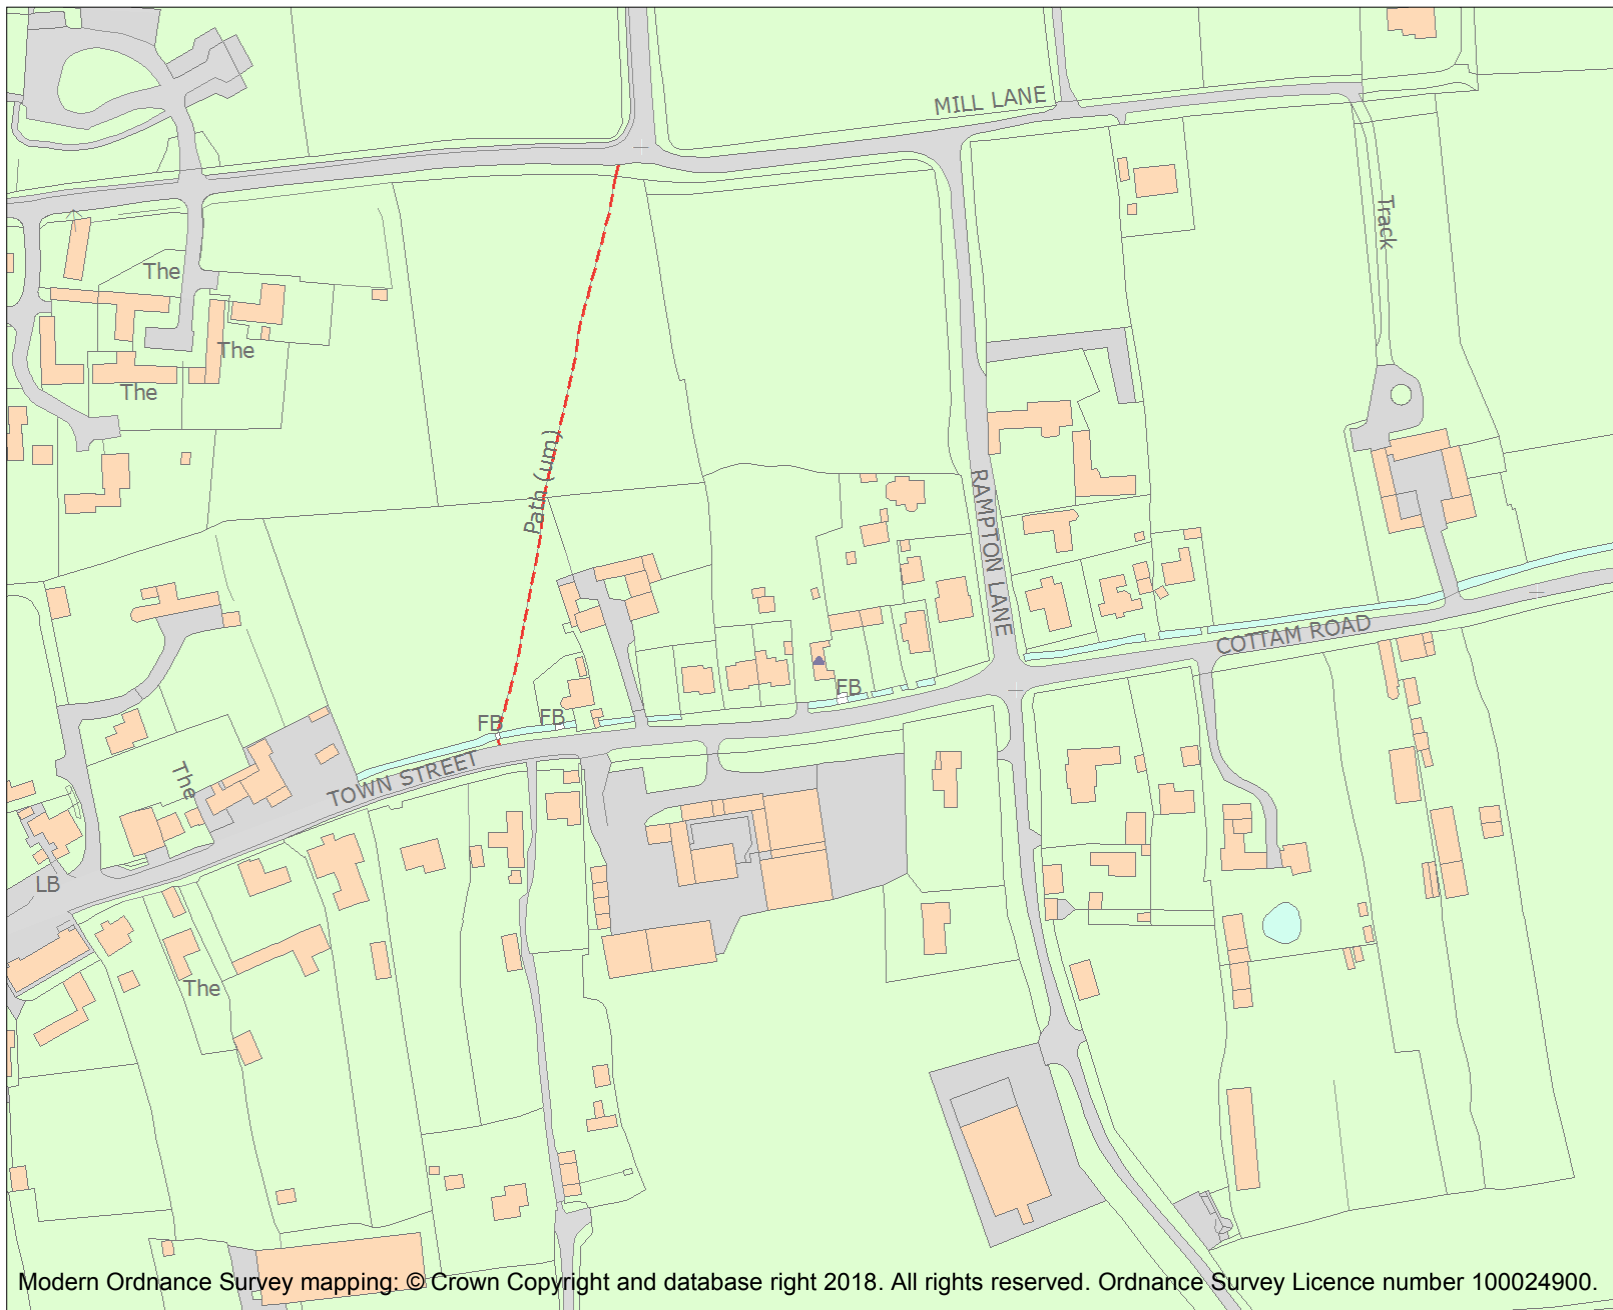 MILL LANE
Track
The
The
The
Path (um)
RAMPTON LANE
COTTAM ROAD
FB
FB
FB
TOWN STREET
The
LB
The
Modern Ordnance Survey mapping: © Crown Copyright and database right 2018. All rights reserved. Ordnance Survey Licence number 100024900.